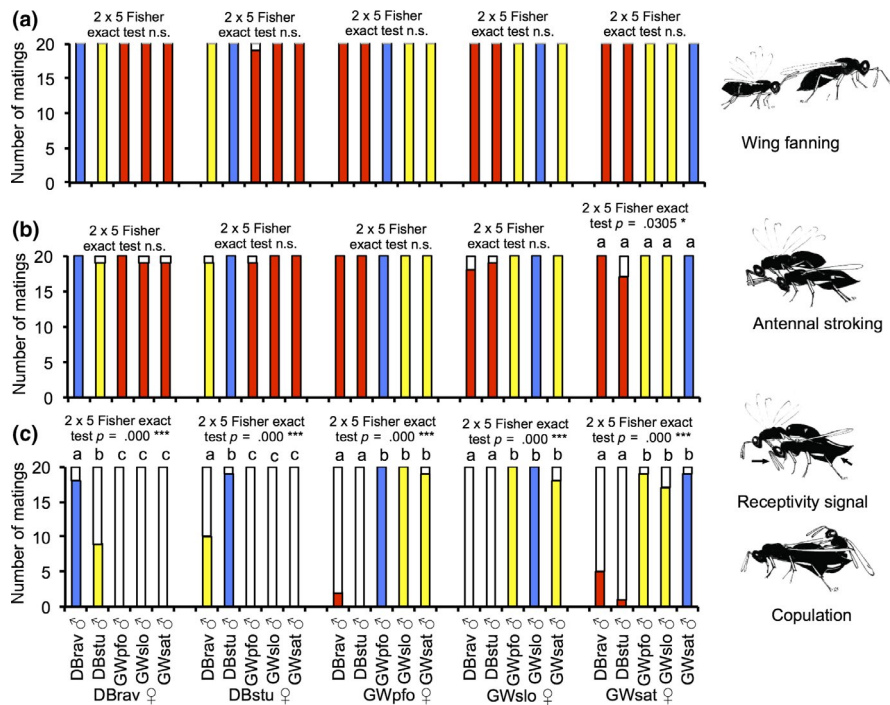 (a)
2 x 5 Fisher
exact test n.s.
2 x 5 Fisher
exact test n.s.
2 x 5 Fisher
exact test n.s.
2 x 5 Fisher
exact test n.s.
2 x 5 Fisher
exact test n.s.
Number of matings
20
15
10
5
0
Wing fanning
(b)
2 x 5 Fisher
exact test n.s.
2 x 5 Fisher
exact test n.s.
2 x 5 Fisher
exact test n.s.
2 x 5 Fisher
exact test n.s.
2 x 5 Fisher exact
test p = .0305 *
a a a a a
Number of matings
20
15
10
5
0
Antennal stroking
(c)
2 x 5 Fisher exact
test p = .000 ***
a b c c c
2 x 5 Fisher exact
test p = .000 ***
a b c c c
2 x 5 Fisher exact
test p = .000 ***
a a b b b
2 x 5 Fisher exact
test p = .000 ***
a a b b b
2 x 5 Fisher exact
test p = .000 ***
a a b b b
Number of matings
20
15
10
5
0
Receptivity signal
Copulation
DBrav ♂
DBstu ♂
GWpfo ♂
GWslo ♂
GWsat ♂
DBrav ♀
DBrav ♂
DBstu ♂
GWpfo ♂
GWslo ♂
GWsat ♂
DBstu ♀
DBrav ♂
DBstu ♂
GWpfo ♂
GWslo ♂
GWsat ♂
GWpfo ♀
DBrav ♂
DBstu ♂
GWpfo ♂
GWslo ♂
GWsat ♂
GWslo ♀
DBrav ♂
DBstu ♂
GWpfo ♂
GWslo ♂
GWsat ♂
GWsat ♀